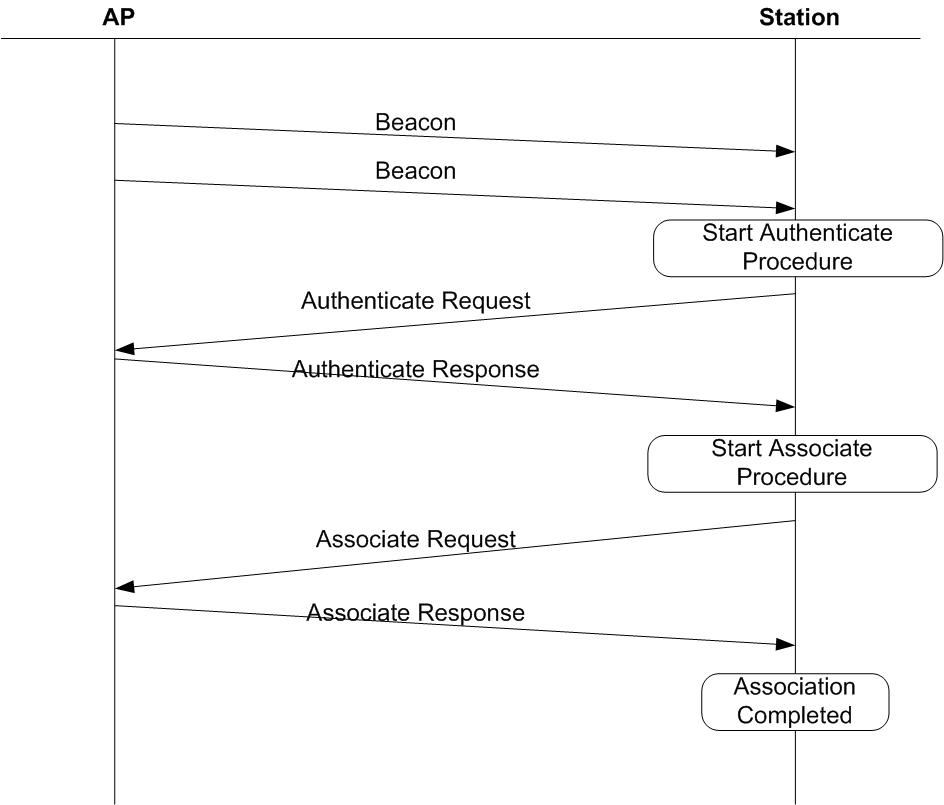 AP
Station
Beacon
Beacon
Start Authenticate
Procedure
Authenticate Request
Authenticate Response
Start Associate
Procedure
Associate Request
Associate Response
Association
Completed